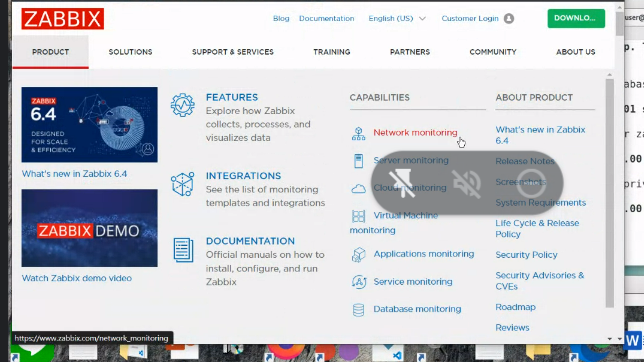 ZABBIX
Blog Documentation English (US) Customer Login
DOWNLO...
PRODUCT SOLUTIONS SUPPORT & SERVICES TRAINING PARTNERS COMMUNITY ABOUT US
ZABBIX
6.4
DESIGNED
FOR SCALE
& EFFICIENCY
What's new in Zabbix 6.4
ZABBIX DEMO
Watch Zabbix demo video
FEATURES
Explore how Zabbix
collects, processes, and
visualizes data
INTEGRATIONS
See the list of monitoring
templates and integrations
DOCUMENTATION
Official manuals on how to
install, configure, and run
Zabbix
CAPABILITIES
Network monitoring
Server monitoring
Cloud monitoring
Virtual Machine
monitoring
Applications monitoring
Service monitoring
Database monitoring
ABOUT PRODUCT
What's new in Zabbix
6.4
Release Notes
Screenshots
System Requirements
Life Cycle & Release
Policy
Security Policy
Security Advisories &
CVEs
Roadmap
Reviews
https://www.zabbix.com/network_monitoring